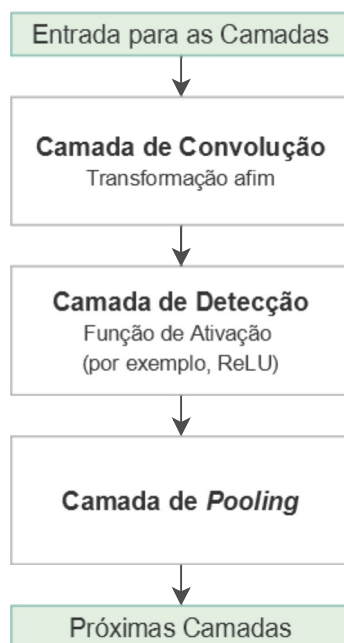 Entrada para as Camadas
Camada de Convolução
Transformação afim
Camada de Detecção
Função de Ativação
(por exemplo, ReLU)
Camada de Pooling
Próximas Camadas